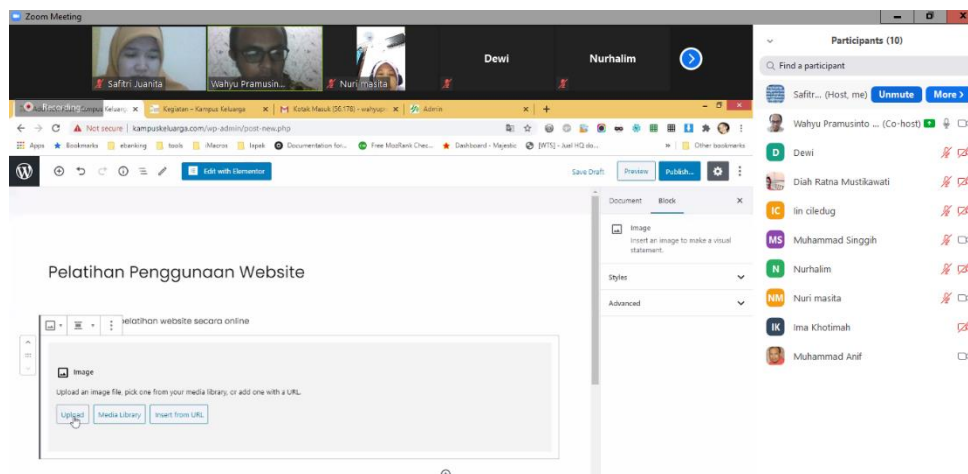 Zoom Meeting
Safitri Juanita
Wahyu Pramusin...
Nuri masita
Dewi
Nurhalim
Recording
Kegiatan – Kampus Keluarga
Kotak Masuk (56.178) - wahyupr
Admin
Not secure | kampuskeluarga.com/wp-admin/post-new.php
Apps
Bookmarks
ebanking
tools
iMacros
lapak
Documentation for...
Free MozRank Chec...
Dashboard - Majestic
[WTS] - Jual HQ do...
Other bookmarks
Edit with Elementor
Save Draft
Preview
Publish...
Document
Block
Image
Insert an image to make a visual
statement.
Styles
Advanced
Pelatihan Penggunaan Website
pelatihan website secara online
Image
Upload an image file, pick one from your media library, or add one with a URL.
Upload
Media Library
Insert from URL
Participants (10)
Find a participant
Safitr... (Host, me)
Unmute
More >
Wahyu Pramusinto ... (Co-host)
D
Dewi
Diah Ratna Mustikawati
IC
Iin ciledug
MS
Muhammad Singgih
N
Nurhalim
NM
Nuri masita
IK
Ima Khotimah
Muhammad Anif